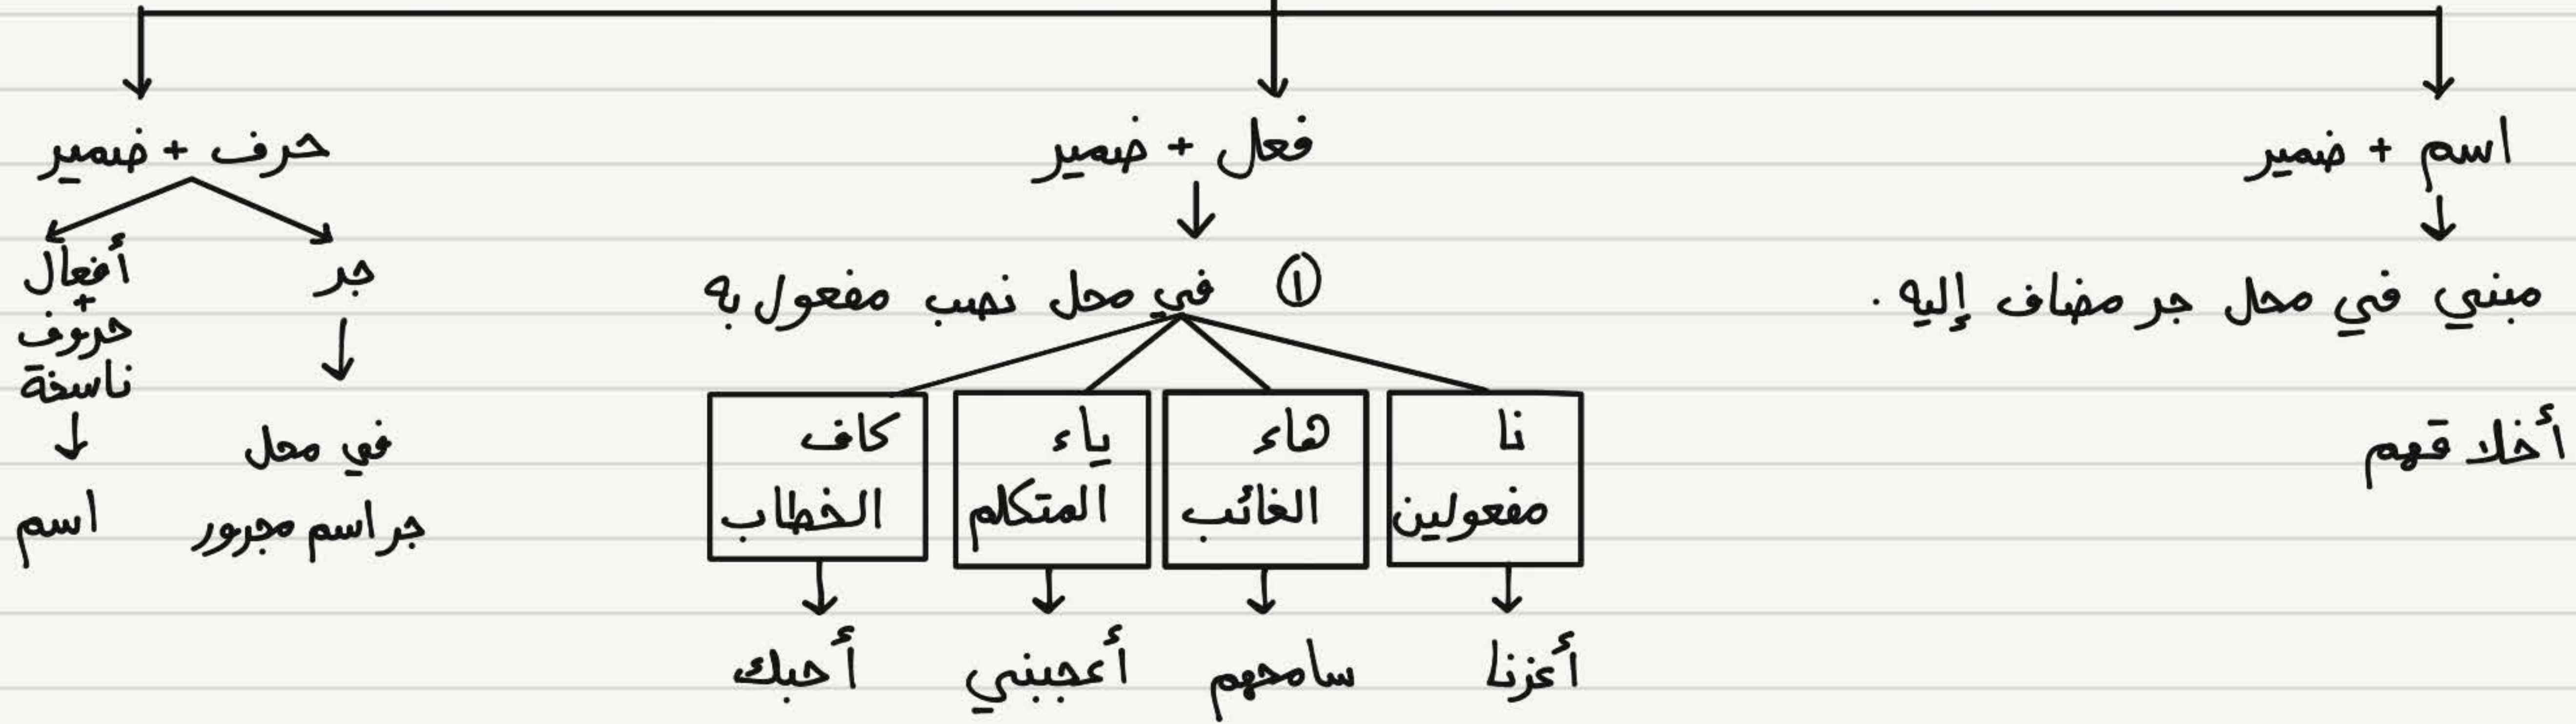 اسم + ضمير
مبني في محل جر مضاف إليه .
أخلاقهم
فعل + ضمير
١ في محل نصب مفعول به
نا
مفعولين
أعزنا
هاء
الغائب
سامحهم
ياء
المتكلم
أعجبني
كاف
الخطاب
أحبك
حرف + ضمير
جر
في محل
جر اسم مجرور
أفعال
+
حروف
ناسخة
اسم